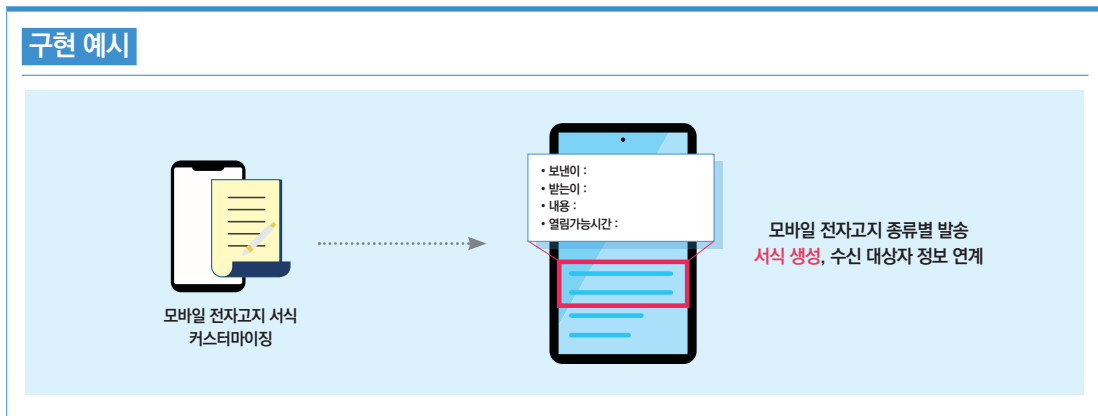 구현 예시
모바일 전자고지 서식
커스터마이징
• 보낸이 :
• 받는이 :
• 내용 :
• 열림가능시간 :
모바일 전자고지 종류별 발송
서식 생성, 수신 대상자 정보 연계